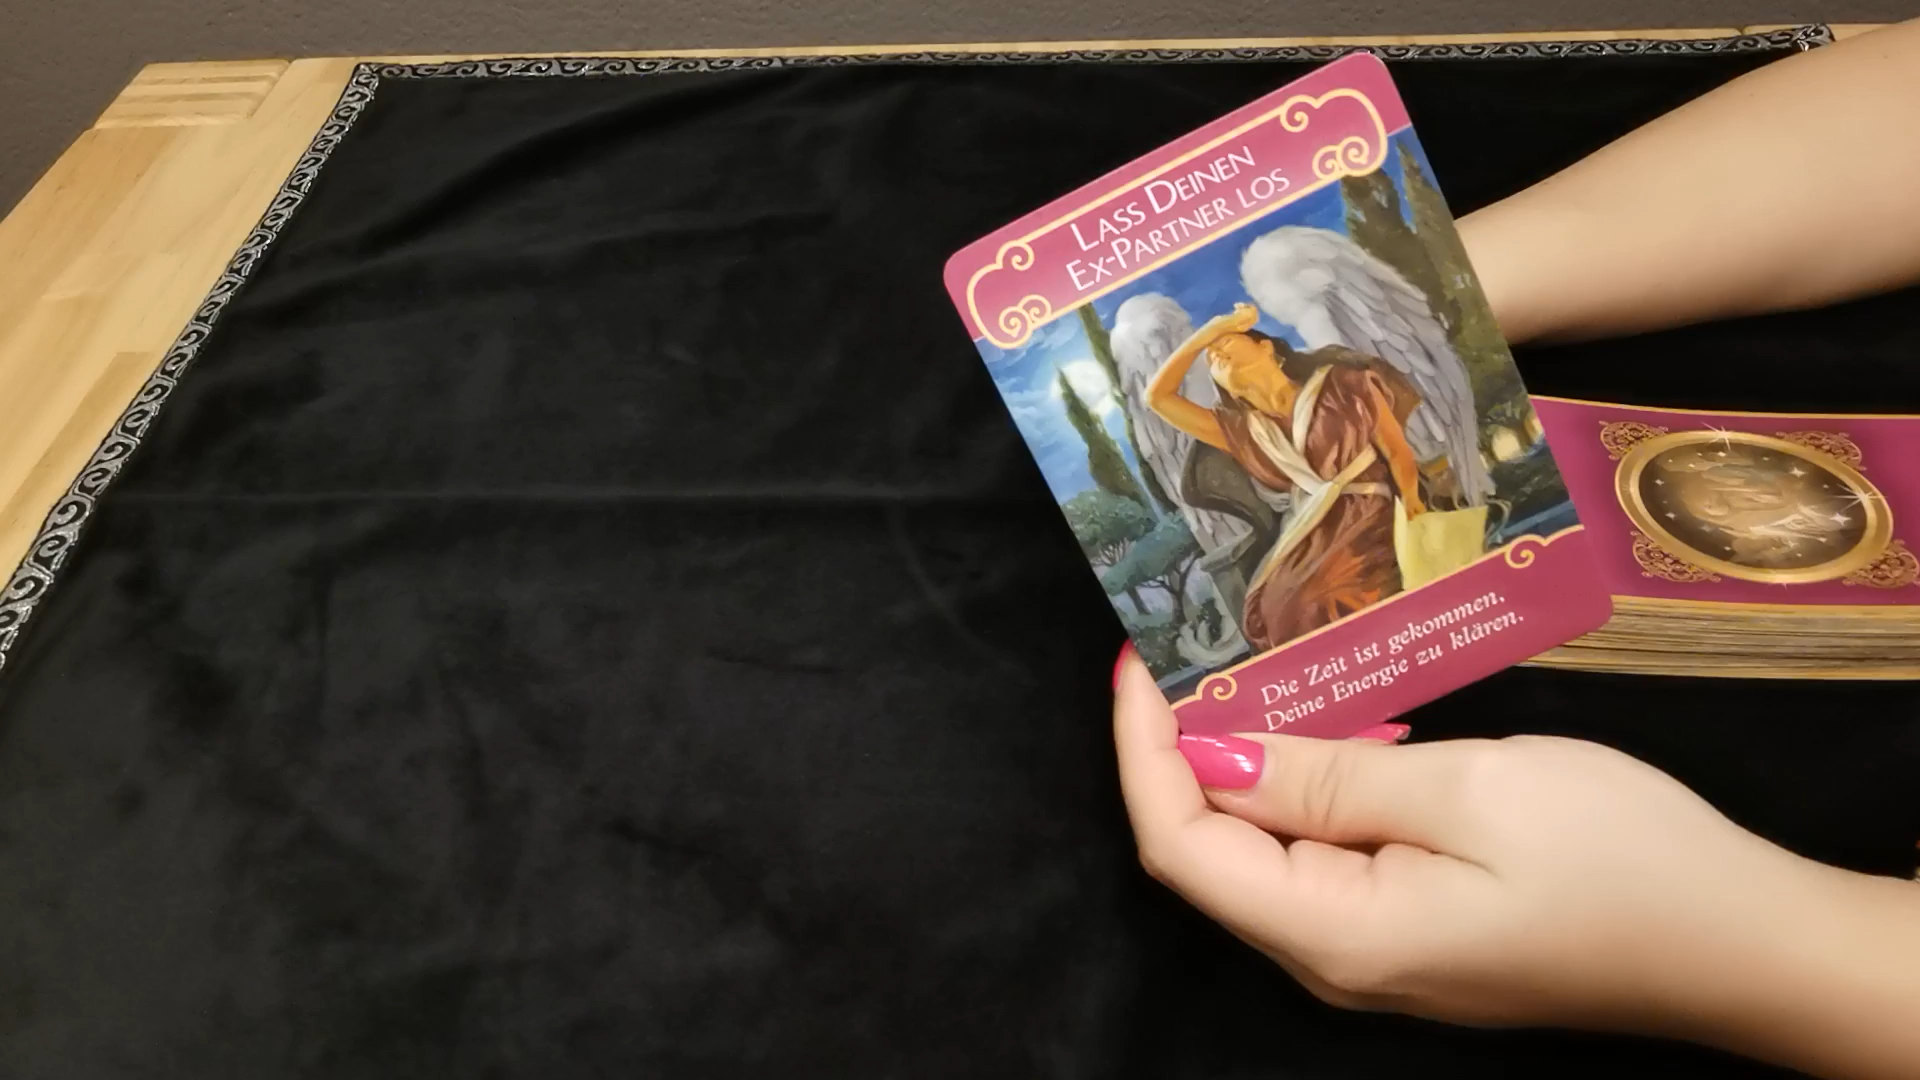 LASS DEINEN
EX-PARTNER LOS
Die Zeit ist gekommen,
Deine Energie zu klären.